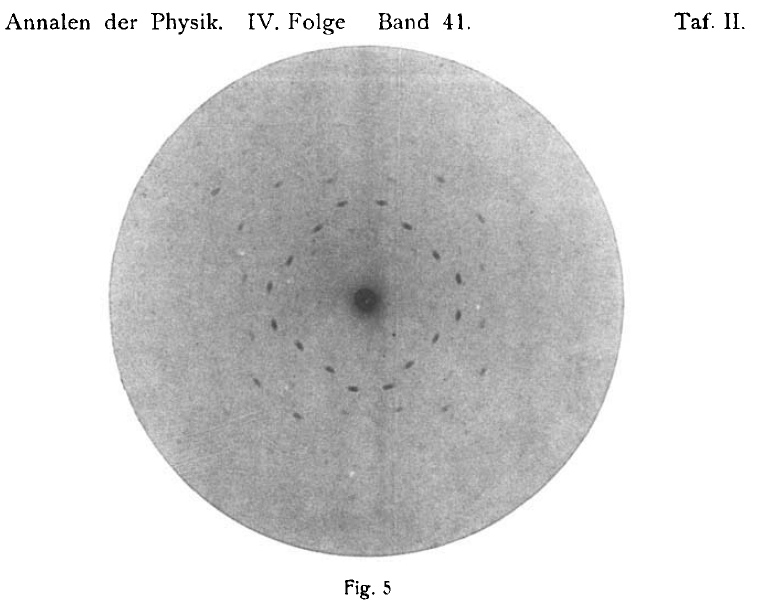 Annalen der Physik. IV. Folge Band 41. Taf. II.
Fig. 5